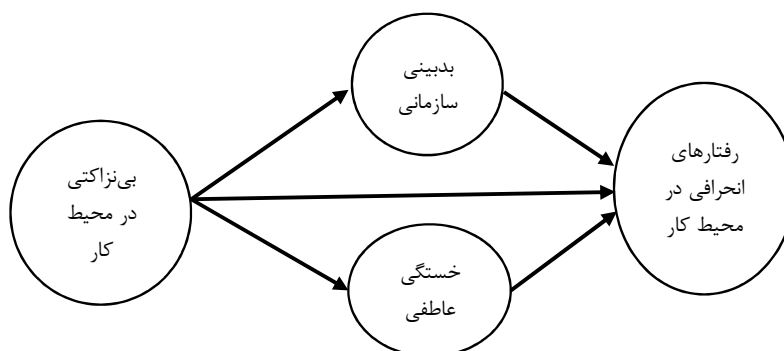 بدبینی
سازمانی
رفتارهای
انحرافی در
محیط کار
بی‌نزاکتی
در محیط
کار
خستگی
عاطفی